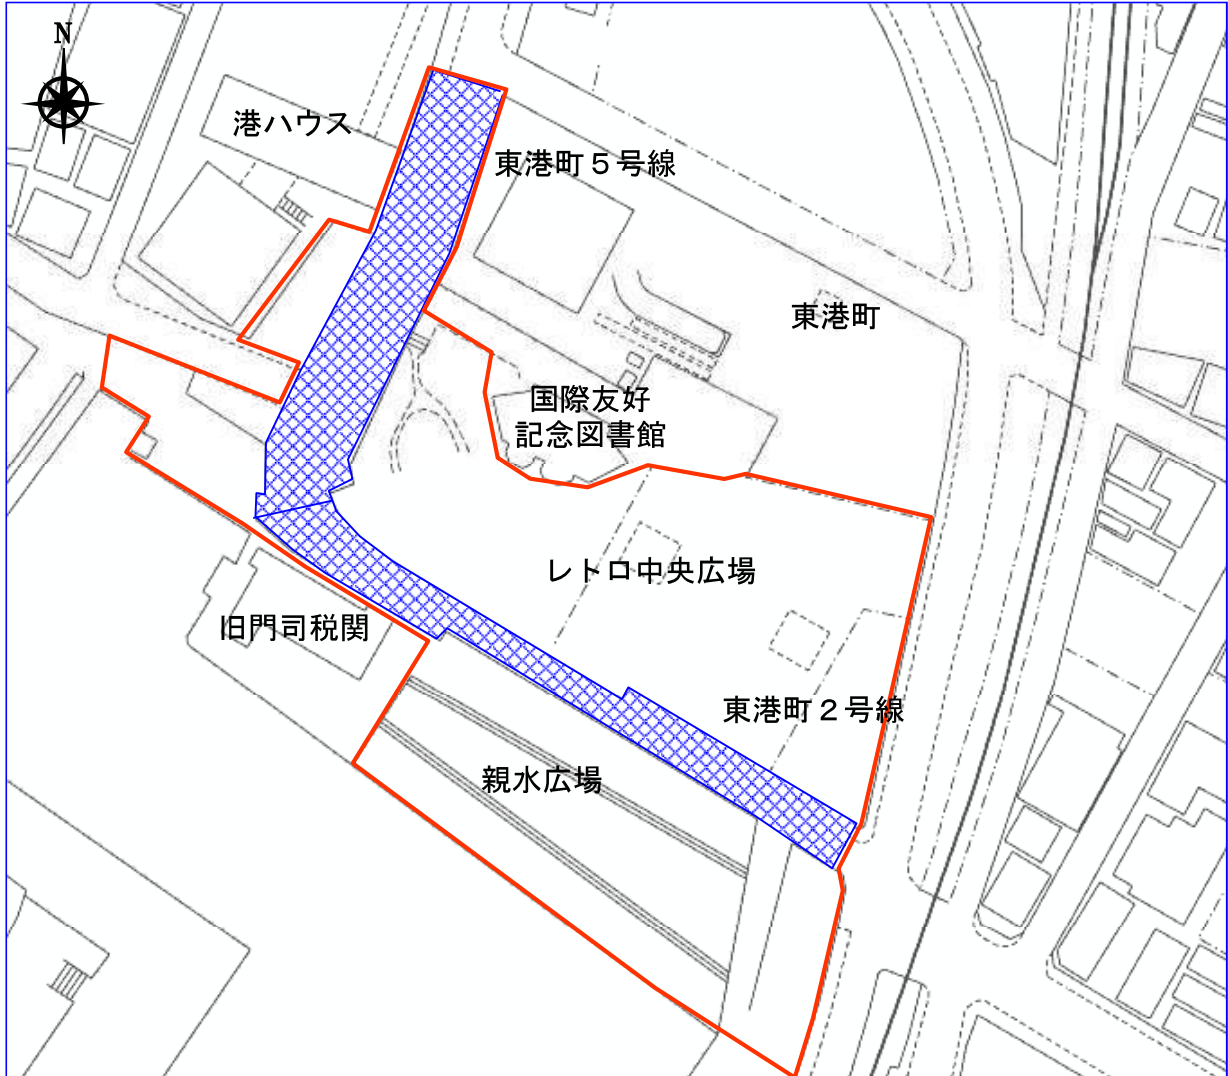 N
港ハウス
東港町５号線
東港町
国際友好
記念図書館
レトロ中央広場
旧門司税関
東港町２号線
親水広場